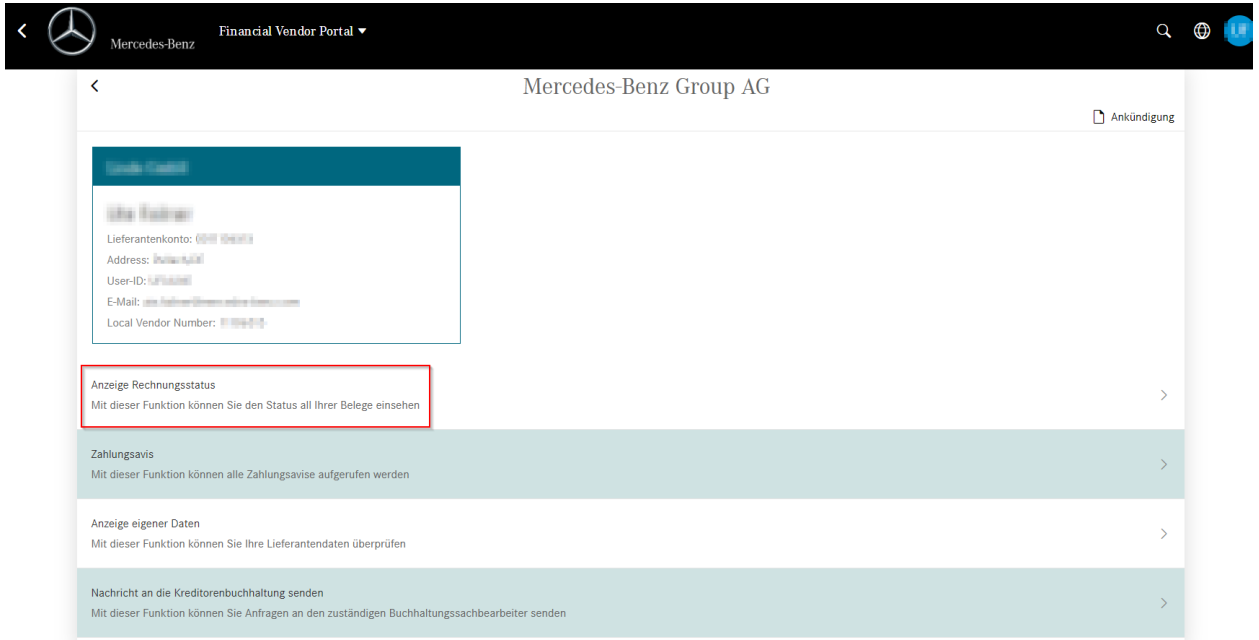 Mercedes-Benz
Financial Vendor Portal
Mercedes-Benz Group AG
Ankündigung
Lieferantenkonto:
Address:
User-ID:
E-Mail:
Local Vendor Number:
Anzeige Rechnungsstatus
Mit dieser Funktion können Sie den Status all Ihrer Belege einsehen
Zahlungsavis
Mit dieser Funktion können alle Zahlungsavise aufgerufen werden
Anzeige eigener Daten
Mit dieser Funktion können Sie Ihre Lieferantendaten überprüfen
Nachricht an die Kreditorenbuchhaltung senden
Mit dieser Funktion können Sie Anfragen an den zuständigen Buchhaltungssachbearbeiter senden